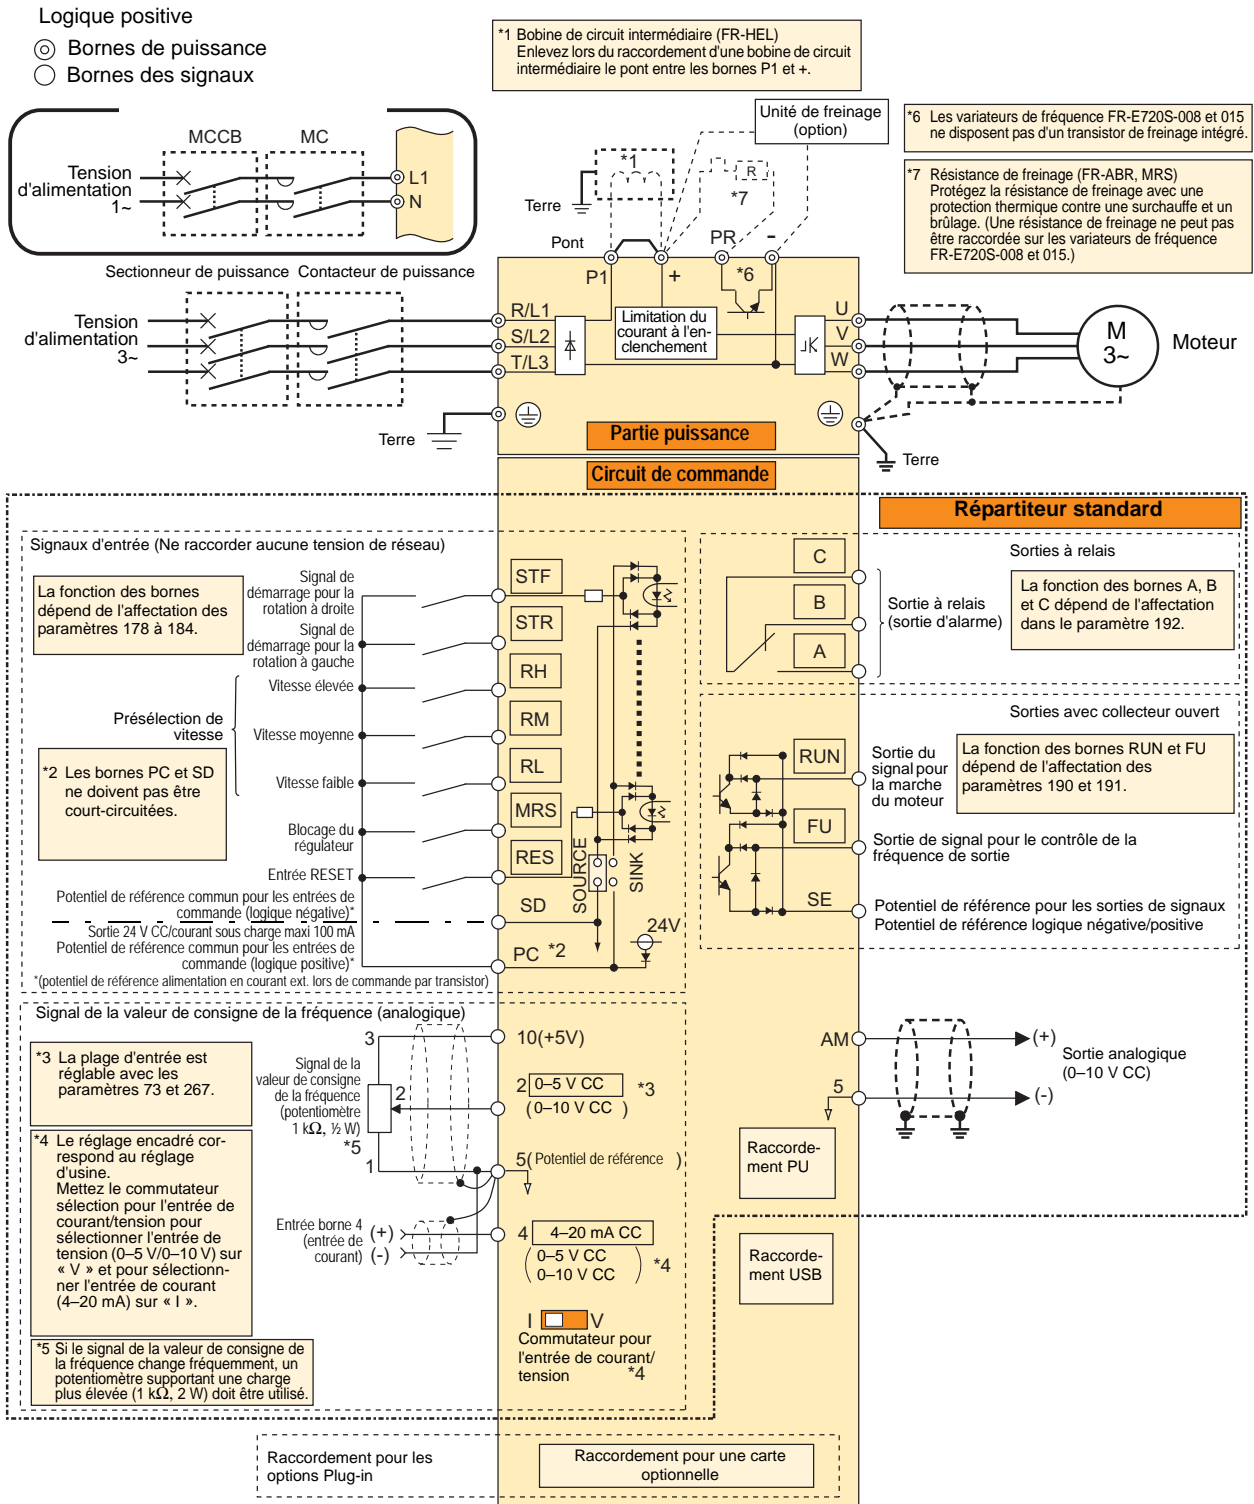 Logique positive
Bornes de puissance
Bornes des signaux
*1 Bobine de circuit intermédiaire (FR-HEL)
Enlevez lors du raccordement d'une bobine de circuit
intermédiaire le pont entre les bornes P1 et +.
Unité de freinage
(option)
*6 Les variateurs de fréquence FR-E720S-008 et 015
ne disposent pas d'un transistor de freinage intégré.
*7 Résistance de freinage (FR-ABR, MRS)
Protégez la résistance de freinage avec une
protection thermique contre une surchauffe et un
brûlage. (Une résistance de freinage ne peut pas
être raccordée sur les variateurs de fréquence
FR-E720S-008 et 015.)
MCCB
MC
Tension
d'alimentation
1~
L1
N
*1
R
*7
Terre
Pont
PR
-
P1
+
*6
Sectionneur de puissance
Contacteur de puissance
Tension
d'alimentation
3~
R/L1
S/L2
T/L3
Limitation du
courant à l'en-
clenchement
U
V
W
M
3~
Moteur
Terre
Partie puissance
Terre
Circuit de commande
Répartiteur standard
Signaux d'entrée (Ne raccorder aucune tension de réseau)
La fonction des bornes
dépend de l'affectation des
paramètres 178 à 184.
Signal de
démarrage pour la
rotation à droite
STF
Signal de
démarrage pour la
rotation à gauche
STR
Présélection de
vitesse
Vitesse élevée
RH
Vitesse moyenne
RM
Vitesse faible
RL
*2 Les bornes PC et SD
ne doivent pas être
court-circuitées.
Blocage du
régulateur
MRS
Entrée RESET
RES
SOURCE
SINK
Potentiel de référence commun pour les entrées de
commande (logique négative)*
SD
Sortie 24 V CC/courant sous charge maxi 100 mA
Potentiel de référence commun pour les entrées de
commande (logique positive)*
PC
*2
24V
*(potentiel de référence alimentation en courant ext. lors de commande par transistor)
Sorties à relais
C
B
A
Sortie à relais
(sortie d'alarme)
La fonction des bornes A, B
et C dépend de l'affectation
dans le paramètre 192.
Sorties avec collecteur ouvert
RUN
Sortie du
signal pour
la marche
du moteur
La fonction des bornes RUN et FU
dépend de l'affectation des
paramètres 190 et 191.
FU
Sortie de signal pour le contrôle de la
fréquence de sortie
SE
Potentiel de référence pour les sorties de signaux
Potentiel de référence logique négative/positive
Signal de la valeur de consigne de la fréquence (analogique)
*3 La plage d'entrée est
réglable avec les
paramètres 73 et 267.
Signal de la
valeur de consigne
de la fréquence
(potentiomètre
1 kΩ, ½ W)
*5
3
2
1
10(+5V)
2 0–5 V CC
(0–10 V CC )
*3
5( Potentiel de référence )
*4 Le réglage encadré cor-
respond au réglage
d'usine.
Mettez le commutateur
sélection pour l'entrée de
courant/tension pour
sélectionner l'entrée de
tension (0–5 V/0–10 V) sur
« V » et pour sélection-
ner l'entrée de courant
(4–20 mA) sur « I ».
Entrée borne 4
(entrée de
courant)
(+)
(-)
4 4–20 mA CC
( 0–5 V CC
0–10 V CC )
*4
I V
Commutateur pour
l'entrée de courant/
tension
*4
*5 Si le signal de la valeur de consigne de
la fréquence change fréquemment, un
potentiomètre supportant une charge
plus élevée (1 kΩ, 2 W) doit être utilisé.
AM
5
(+)
(-)
Sortie analogique
(0–10 V CC)
Raccorde-
ment PU
Raccorde-
ment USB
Raccordement pour les
options Plug-in
Raccordement pour une carte
optionnelle